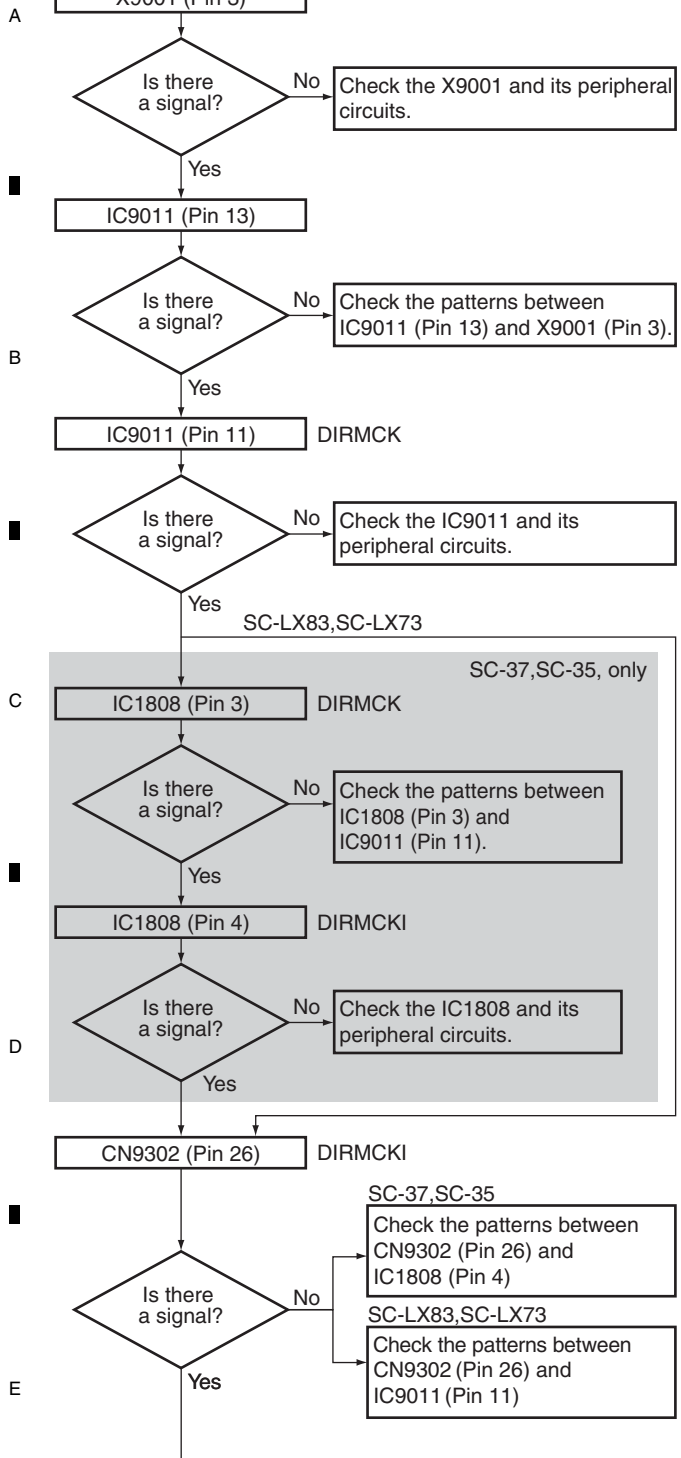 A
X9001 (Pin 3)
Is there
a signal?
No
Check the X9001 and its peripheral
circuits.
Yes
IC9011 (Pin 13)
Is there
a signal?
No
Check the patterns between
IC9011 (Pin 13) and X9001 (Pin 3).
B
Yes
IC9011 (Pin 11)
DIRMCK
Is there
a signal?
No
Check the IC9011 and its
peripheral circuits.
Yes
SC-LX83,SC-LX73
SC-37,SC-35, only
C
IC1808 (Pin 3)
DIRMCK
Is there
a signal?
No
Check the patterns between
IC1808 (Pin 3) and
IC9011 (Pin 11).
Yes
IC1808 (Pin 4)
DIRMCKI
Is there
a signal?
No
Check the IC1808 and its
peripheral circuits.
D
Yes
CN9302 (Pin 26)
DIRMCKI
SC-37,SC-35
Check the patterns between
CN9302 (Pin 26) and
IC1808 (Pin 4)
Is there
a signal?
No
SC-LX83,SC-LX73
Check the patterns between
CN9302 (Pin 26) and
IC9011 (Pin 11)
E
Yes